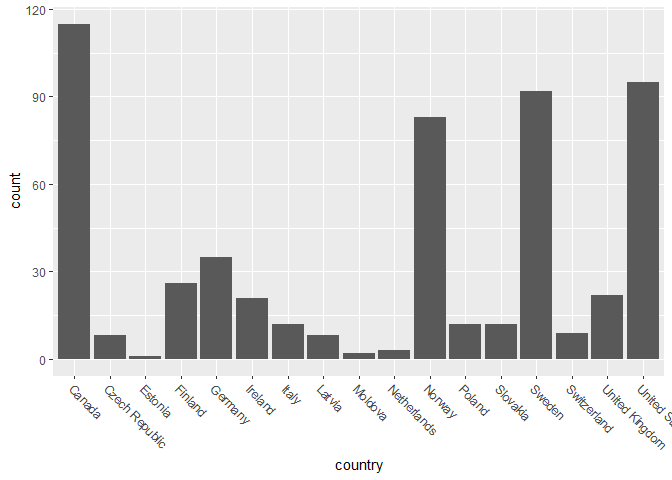 120
90
60
30
0
count
Canada
Czech Republic
Estonia
Finland
Germany
Ireland
Italy
Latvia
Moldova
Netherlands
Norway
Poland
Slovakia
Sweden
Switzerland
United Kingdom
United S
country